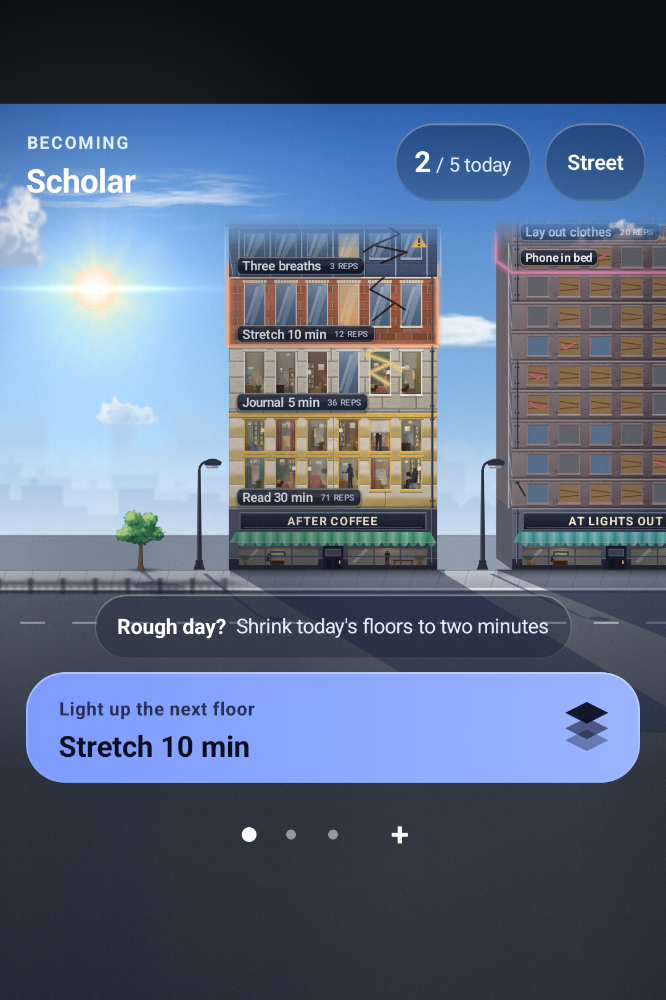 BECOMING
Scholar
2 / 5 today
Street
Three breaths 3 REPS
Stretch 10 min 12 REPS
Journal 5 min 36 REPS
Read 30 min 71 REPS
AFTER COFFEE
Lay out clothes 20 REPS
Phone in bed
AT LIGHTS OUT
Rough day? Shrink today's floors to two minutes
Light up the next floor
Stretch 10 min